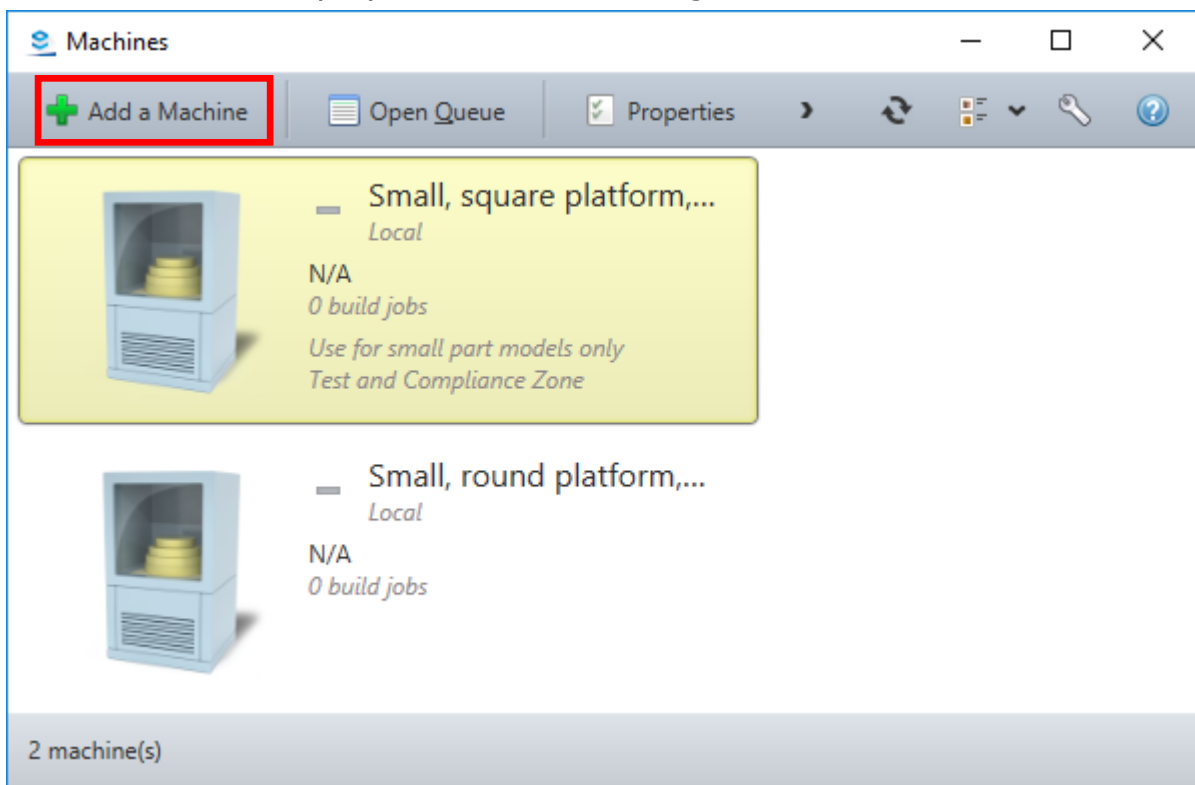 Machines
Add a Machine
Open Queue
Properties
Small, square platform,...
Local
N/A
0 build jobs
Use for small part models only
Test and Compliance Zone
Small, round platform,...
Local
N/A
0 build jobs
2 machine(s)